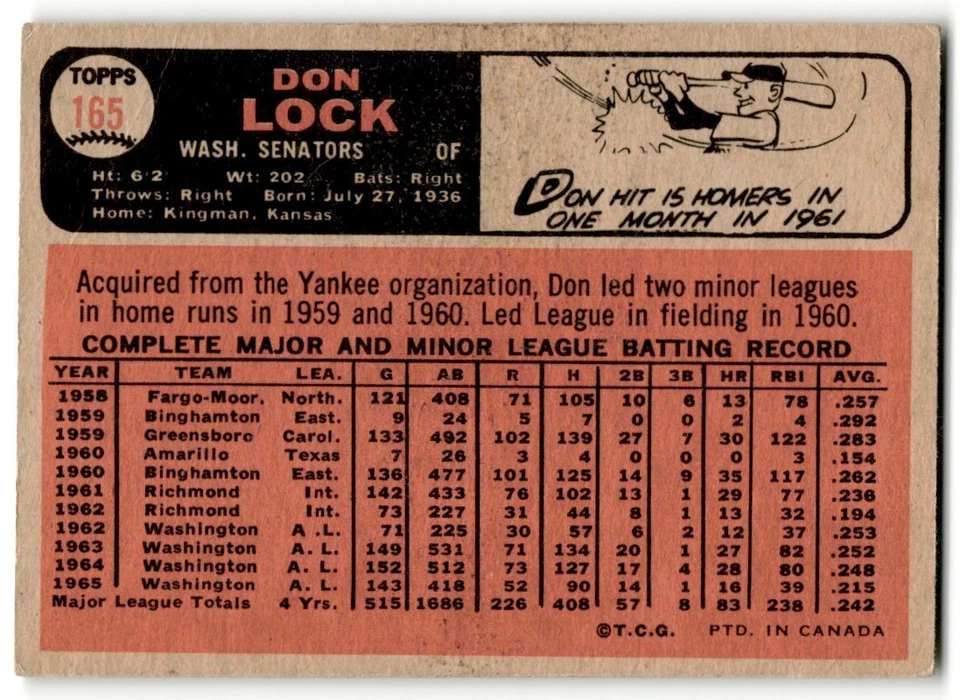 TOPPS
165
DON
LOCK
WASH. SENATORS OF
Ht: 6'2 Wt: 202 Bats: Right
Throws: Right Born: July 27, 1936
Home: Kingman, Kansas
DON HIT 15 HOMERS IN
ONE MONTH IN 1961
Acquired from the Yankee organization, Don led two minor leagues
in home runs in 1959 and 1960. Led League in fielding in 1960.
COMPLETE MAJOR AND MINOR LEAGUE BATTING RECORD
YEAR TEAM LEA. G AB R H 2B 3B HR RBI AVG.
1958 Fargo-Moor. North. 121 408 71 105 10 6 13 78 .257
1959 Binghamton East. 9 24 5 7 0 0 2 4 .292
1959 Greensboro Carol. 133 492 102 139 27 7 30 122 .283
1960 Amarillo Texas 7 26 3 4 0 0 0 3 .154
1960 Binghamton East. 136 477 101 125 14 9 35 117 .262
1961 Richmond Int. 142 433 76 102 13 1 29 77 .236
1962 Richmond Int. 73 227 31 44 8 1 13 32 .194
1962 Washington A .L. 71 225 30 57 6 2 12 37 .253
1963 Washington A. L. 149 531 71 134 20 1 27 82 .252
1964 Washington A. L. 152 512 73 127 17 4 28 80 .248
1965 Washington A. L. 143 418 52 90 14 1 16 39 .215
Major League Totals 4 Yrs. 515 1686 226 408 57 8 83 238 .242
©T.C.G. PTD. IN CANADA